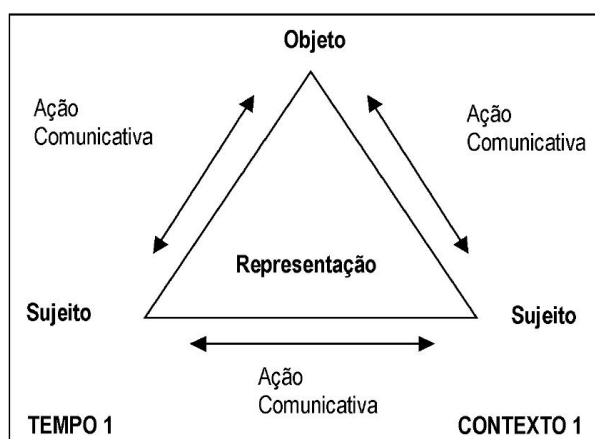 Objeto
Ação
Comunicativa
Ação
Comunicativa
Representação
Sujeito
Sujeito
Ação
Comunicativa
TEMPO 1
CONTEXTO 1